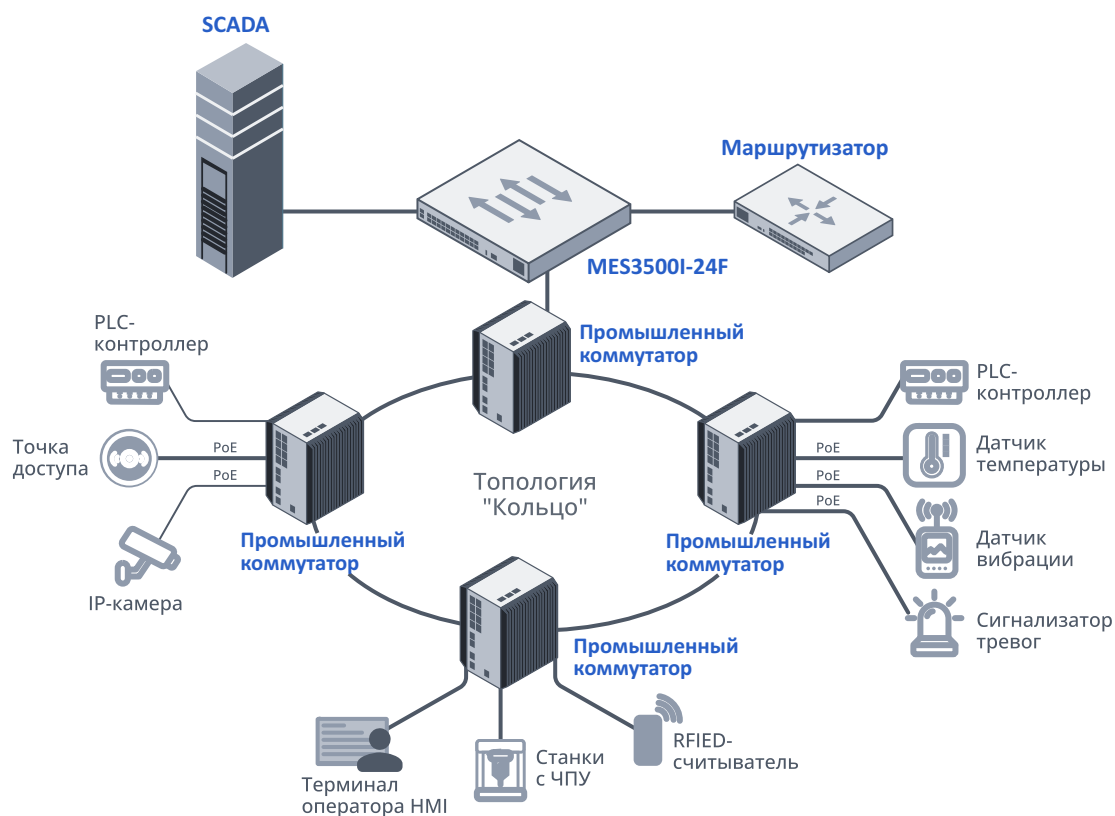 SCADA
Маршрутизатор
MES3500I-24F
Промышленный
коммутатор
PLC-
контроллер
Точка
доступа
PoE
PoE
IP-камера
Промышленный
коммутатор
Топология
"Кольцо"
PLC-
контроллер
PoE
Датчик
температуры
PoE
PoE
Датчик
вибрации
Сигнализатор
тревог
Промышленный
коммутатор
Промышленный
коммутатор
Терминал
оператора HMI
Станки
с ЧПУ
RFIED-
считыватель